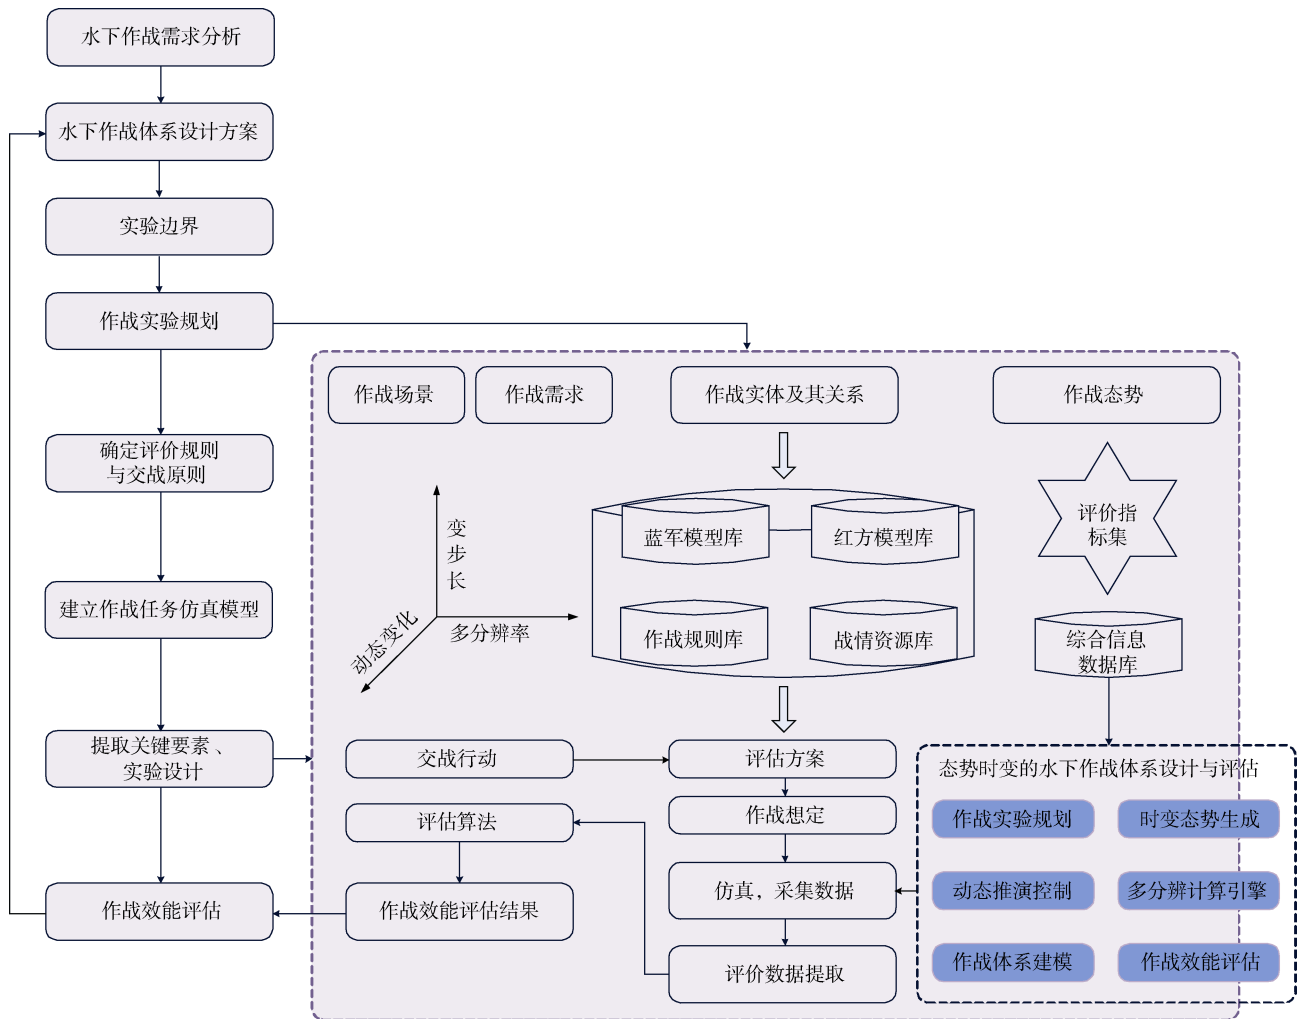 水下作战需求分析
水下作战体系设计方案
实验边界
作战实验规划
确定评价规则
与交战原则
建立作战任务仿真模型
提取关键要素、
实验设计
作战效能评估
作战场景
作战需求
作战实体及其关系
作战态势
变
步
长
多分辨率
动态变化
蓝军模型库
红方模型库
作战规则库
战情资源库
评价指
标集
综合信息
数据库
交战行动
评估方案
评估算法
作战想定
作战效能评估结果
仿真，采集数据
评价数据提取
态势时变的水下作战体系设计与评估
作战实验规划
时变态势生成
动态推演控制
多分辨计算引擎
作战体系建模
作战效能评估